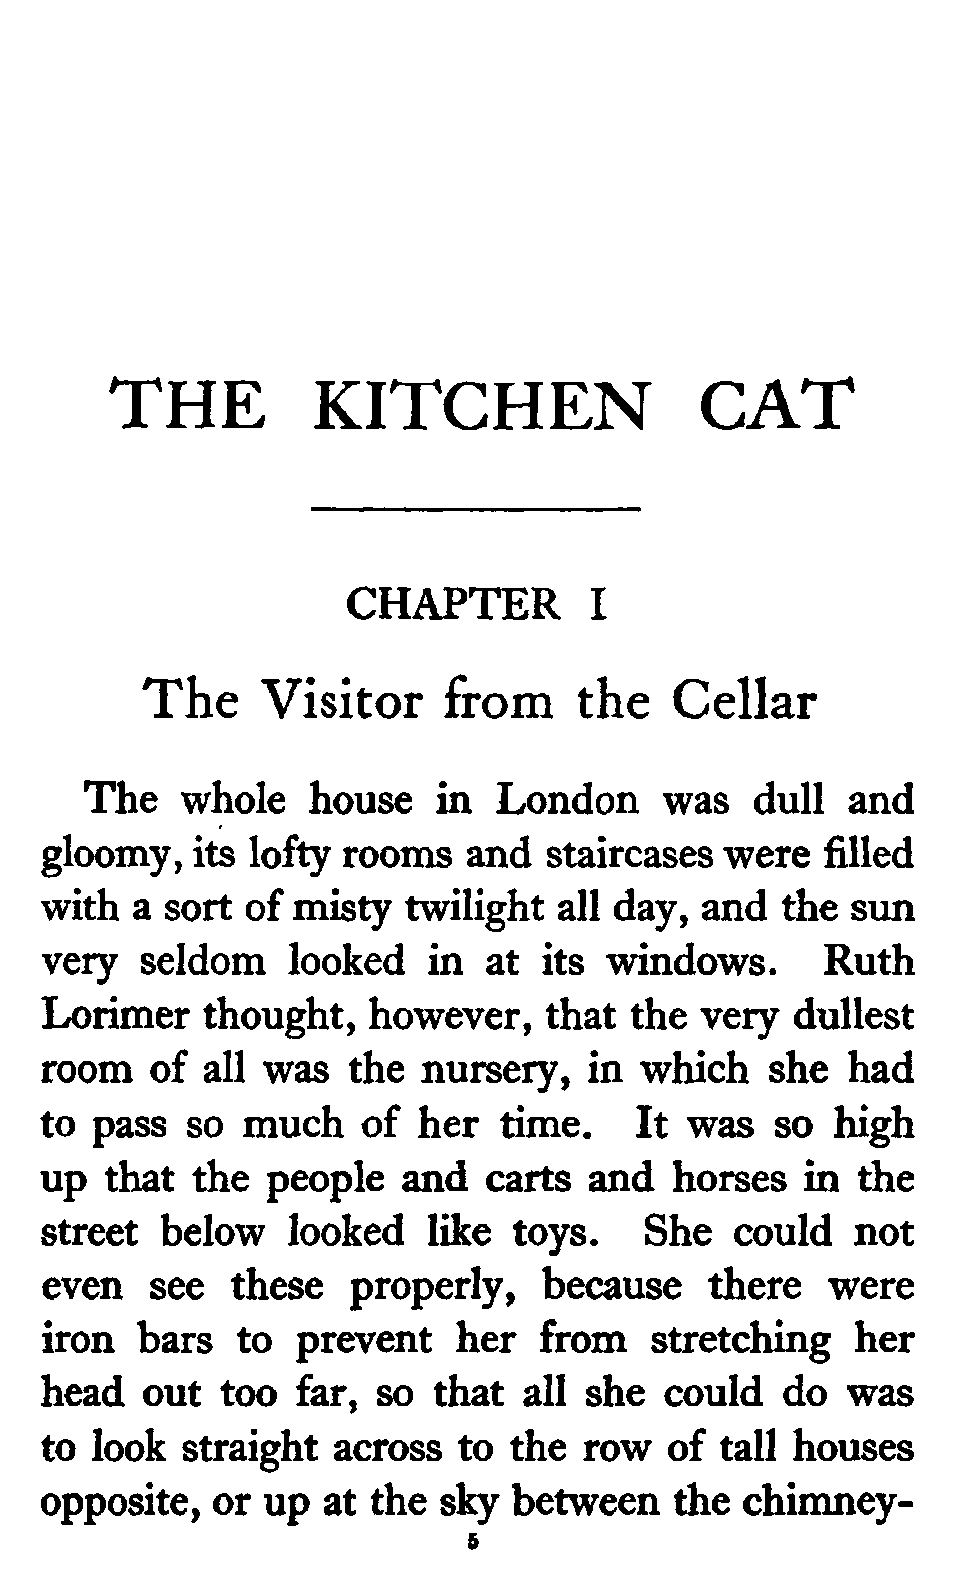 THE KITCHEN CAT
CHAPTER I
The Visitor from the Cellar
The whole house in London was dull and
gloomy, its lofty rooms and staircases were filled
with a sort of misty twilight all day, and the sun
very seldom looked in at its windows. Ruth
Lorimer thought, however, that the very dullest
room of all was the nursery, in which she had
to pass so much of her time. It was so high
up that the people and carts and horses in the
street below looked like toys. She could not
even see these properly, because there were
iron bars to prevent her from stretching her
head out too far, so that all she could do was
to look straight across to the row of tall houses
opposite, or up at the sky between the chimney-
5